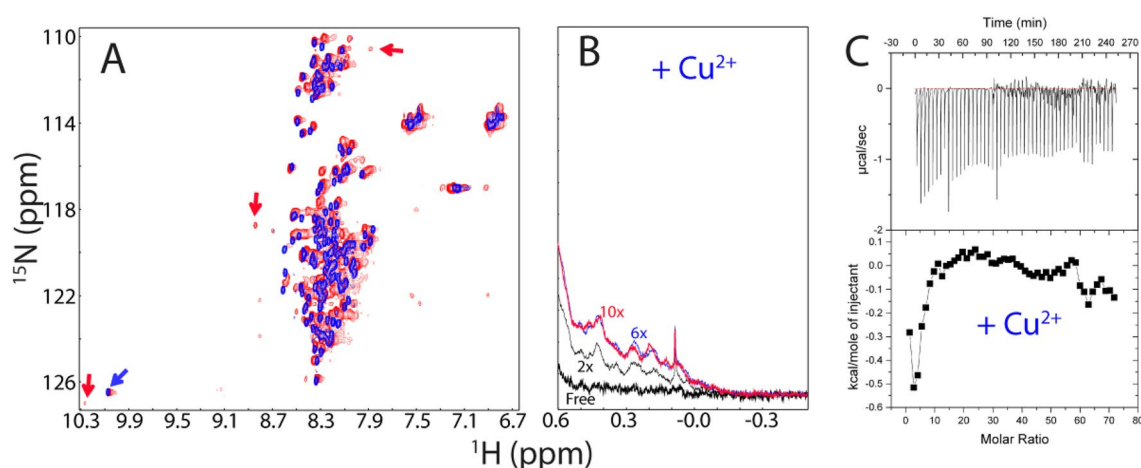 A
110
114
118
122
126
¹⁵N (ppm)
10.3 9.9 9.5 9.1 8.7 8.3 7.9 7.5 7.1 6.7
¹H (ppm)
B
+ Cu²⁺
10x
6x
2x
Free
0.6 0.3 -0.0
C
Time (min)
-30 0 30 60 90 120 150 180 210 240 270
0
-1
-2
µcal/sec
0.1
0.0
-0.1
-0.2
-0.3
-0.4
-0.5
-0.6
kcal/mole of injectant
+ Cu²⁺
0 10 20 30 40 50 60 70 80
Molar Ratio